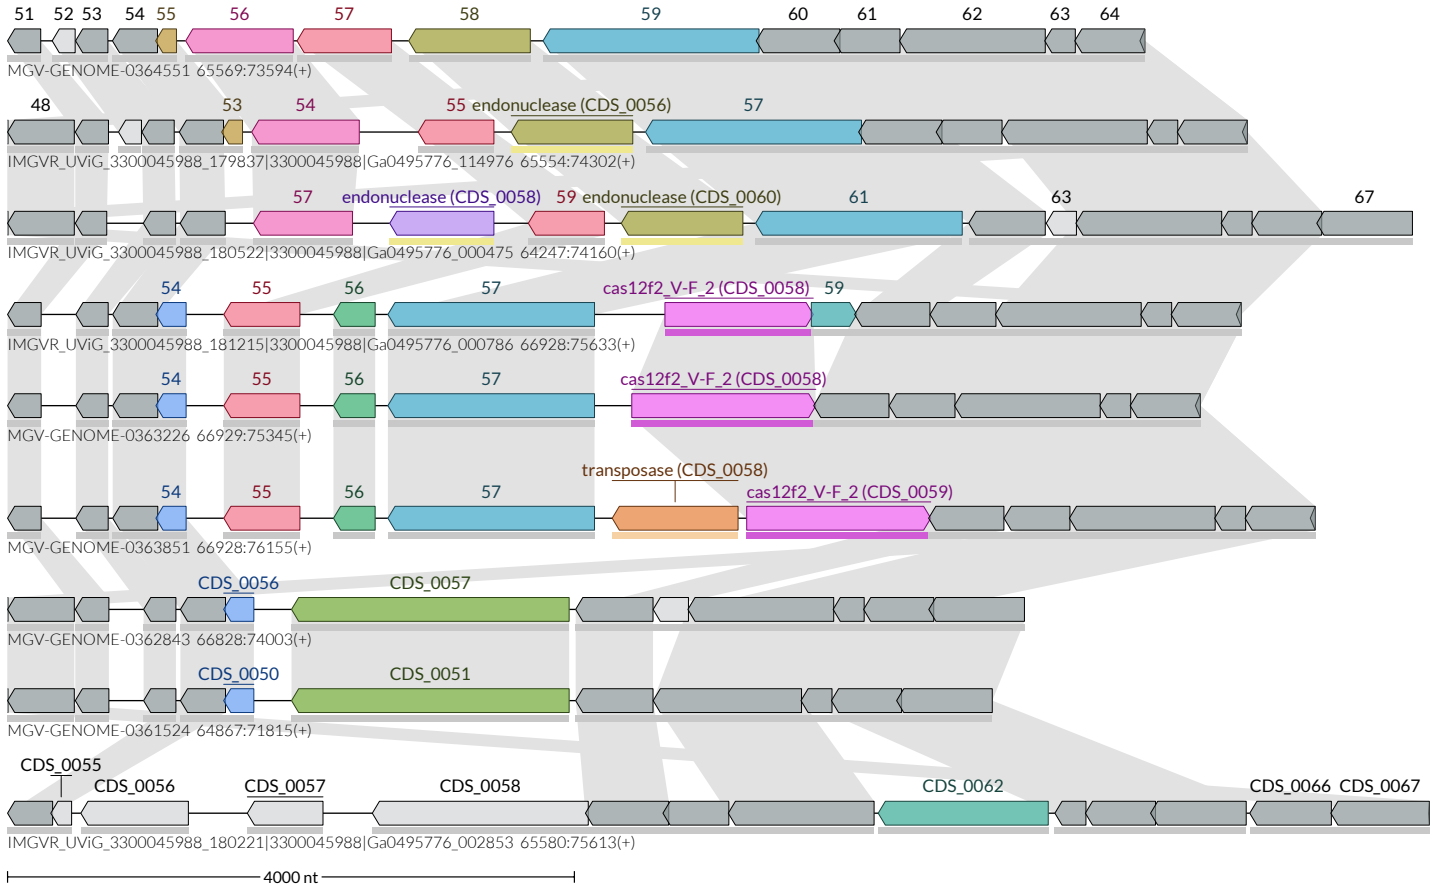 51 52 53 54 55 56 57 58 59 60 61 62 63 64
MGV-GENOME-0364551 65569:73594(+)
48 53 54 55 endonuclease (CDS_0056) 57
IMGVR_UViG_3300045988_179837|3300045988|Ga0495776_114976 65554:74302(+)
57 endonuclease (CDS_0058) 59 endonuclease (CDS_0060) 61 63 67
IMGVR_UViG_3300045988_180522|3300045988|Ga0495776_000475 64247:74160(+)
54 55 56 57 cas12f2_V-F_2 (CDS_0058) 59
IMGVR_UViG_3300045988_181215|3300045988|Ga0495776_000786 66928:75633(+)
54 55 56 57 cas12f2_V-F_2 (CDS_0058)
MGV-GENOME-0363226 66929:75345(+)
transposase (CDS_0058)
54 55 56 57 cas12f2_V-F_2 (CDS_0059)
MGV-GENOME-0363851 66928:76155(+)
CDS_0056 CDS_0057
MGV-GENOME-0362843 66828:74003(+)
CDS_0050 CDS_0051
MGV-GENOME-0361524 64867:71815(+)
CDS_0055
CDS_0056 CDS_0057 CDS_0058 CDS_0062 CDS_0066 CDS_0067
IMGVR_UViG_3300045988_180221|3300045988|Ga0495776_002853 65580:75613(+)
4000 nt